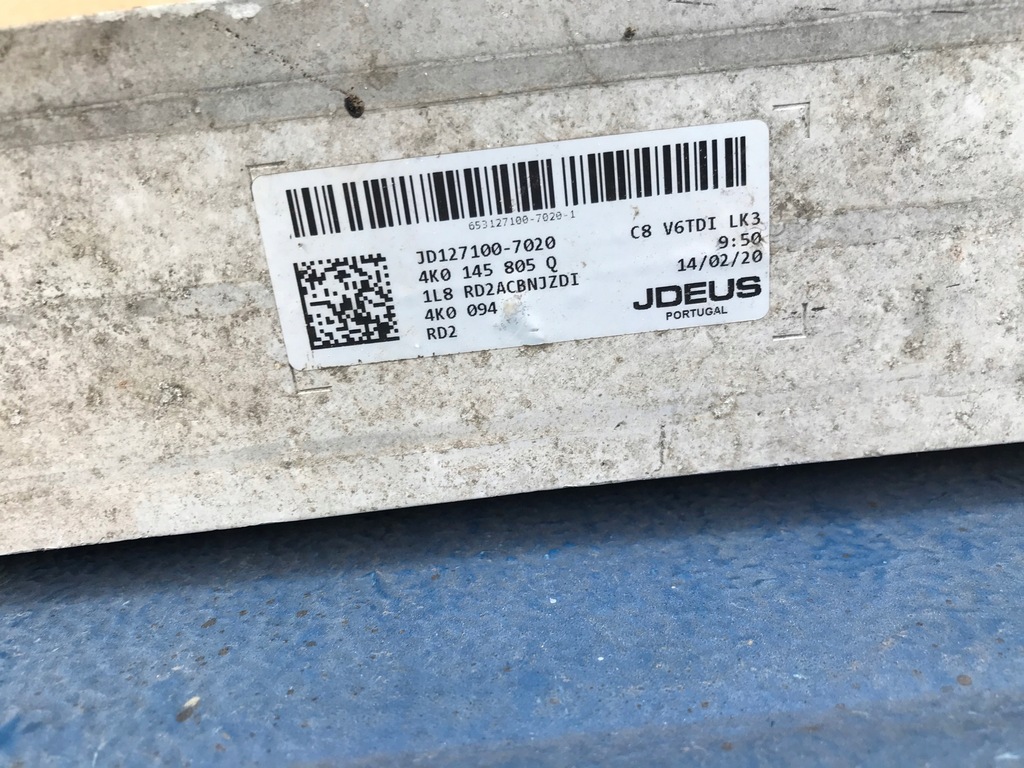 653127100-7020-1
JD127100-7020
4K0 145 805 Q
1L8 RD2ACBNJZDI
4K0 094
RD2
C8 V6TDI LK3
9:50
14/02/20
JDEUS
PORTUGAL